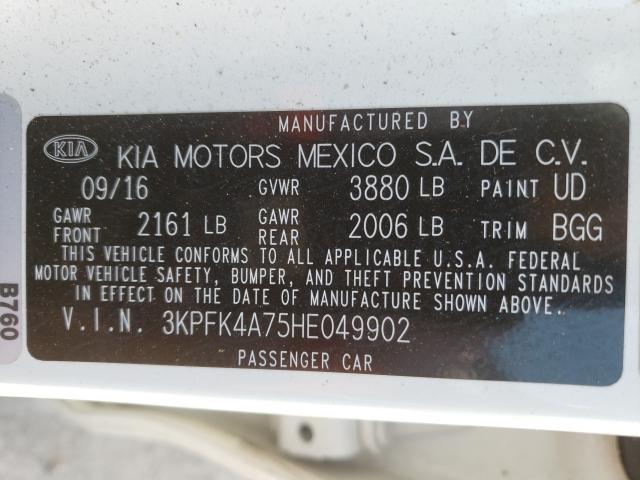 MANUFACTURED BY
KIA KIA MOTORS MEXICO S.A. DE C.V.
09/16 GVWR 3880 LB PAINT UD
GAWR FRONT 2161 LB GAWR REAR 2006 LB TRIM BGG
THIS VEHICLE CONFORMS TO ALL APPLICABLE U.S.A. FEDERAL
MOTOR VEHICLE SAFETY, BUMPER, AND THEFT PREVENTION STANDARDS
IN EFFECT ON THE DATE OF MANUFACTURE SHOWN ABOVE.
V.I.N. 3KPFK4A75HE049902
PASSENGER CAR
B760